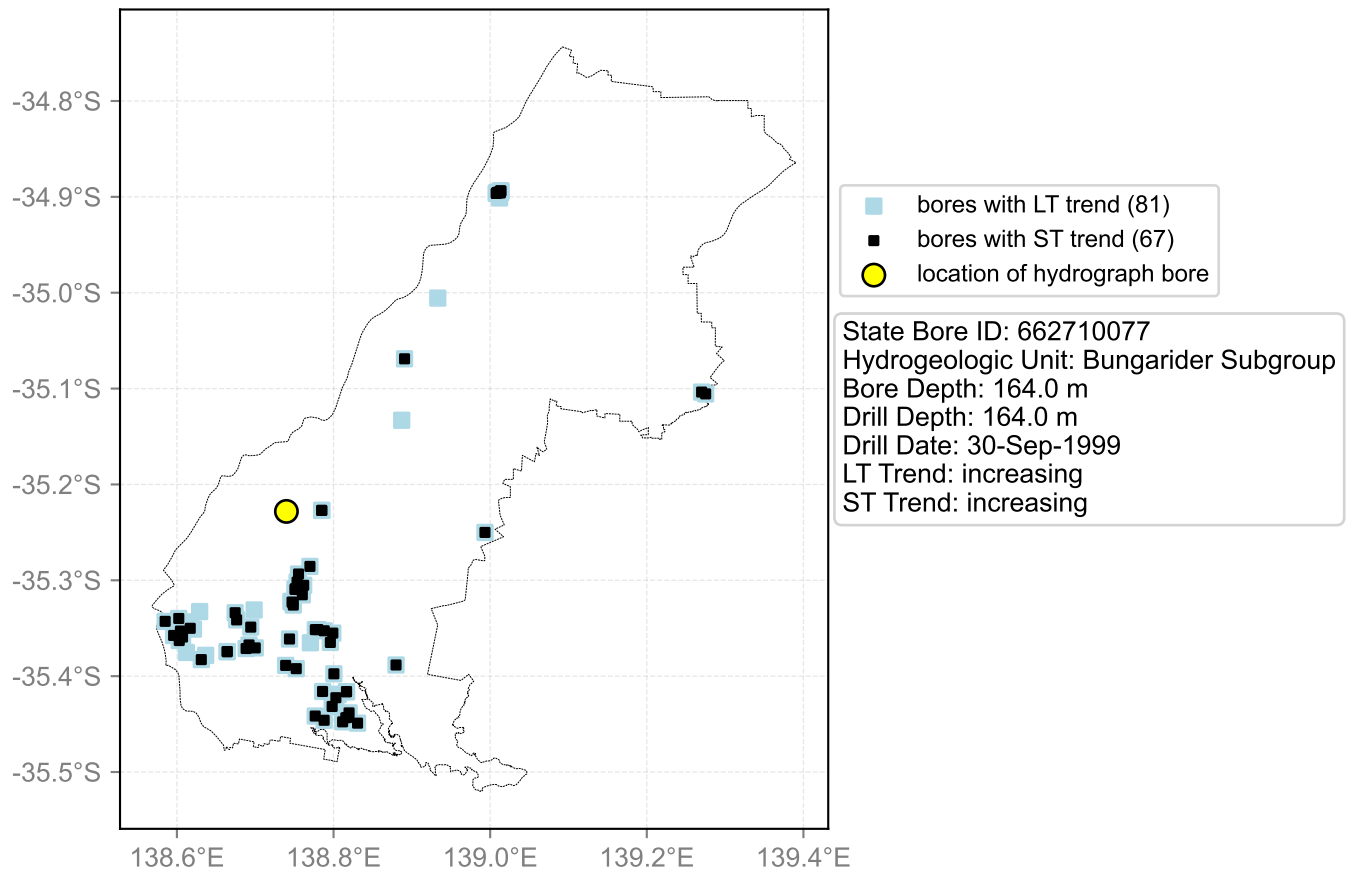 -34.8°S
-34.9°S
-35.0°S
-35.1°S
-35.2°S
-35.3°S
-35.4°S
-35.5°S
138.6°E 138.8°E 139.0°E 139.2°E 139.4°E
bores with LT trend (81)
bores with ST trend (67)
location of hydrograph bore
State Bore ID: 662710077
Hydrogeologic Unit: Bungarider Subgroup
Bore Depth: 164.0 m
Drill Depth: 164.0 m
Drill Date: 30-Sep-1999
LT Trend: increasing
ST Trend: increasing